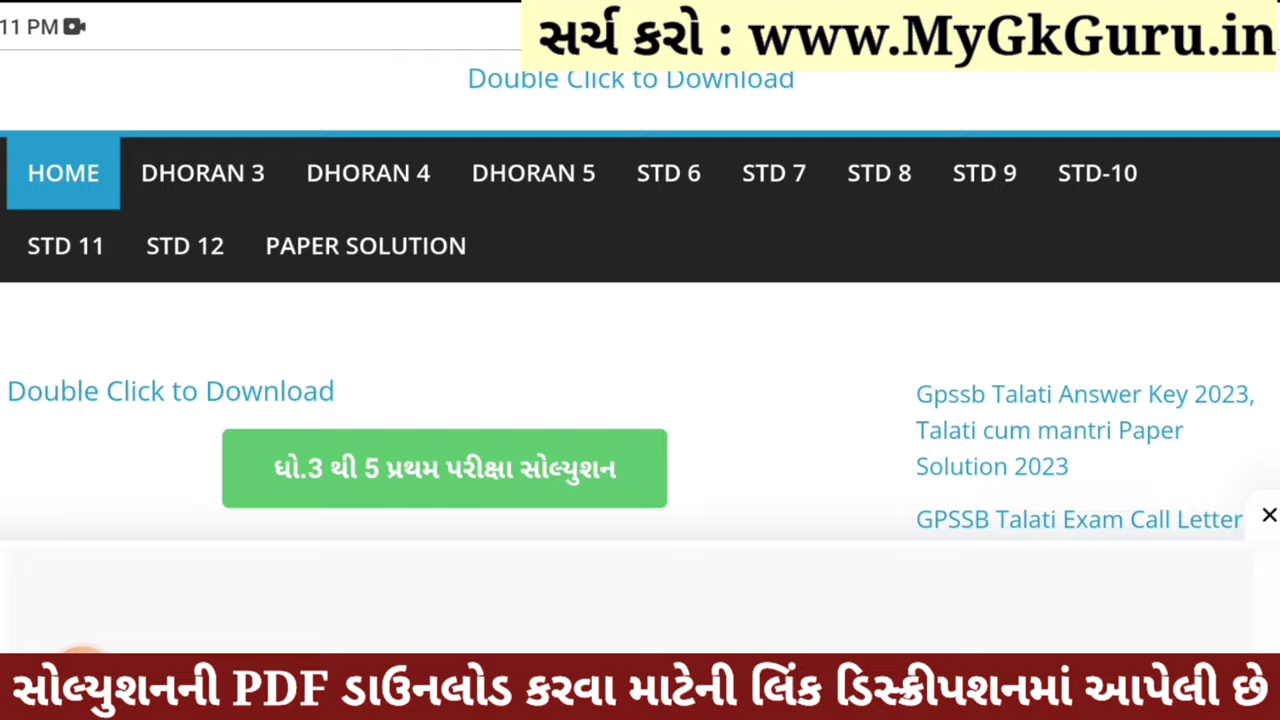 11 PM
સર્ચ કરો : www.MyGkGuru.in
Double Click to Download
HOME DHORAN 3 DHORAN 4 DHORAN 5 STD 6 STD 7 STD 8 STD 9 STD-10
STD 11 STD 12 PAPER SOLUTION
Double Click to Download
ધો.3 થી 5 પ્રથમ પરીક્ષા સોલ્યુશન
Gpssb Talati Answer Key 2023,
Talati cum mantri Paper
Solution 2023
GPSSB Talati Exam Call Letter
સોલ્યુશનની PDF ડાઉનલોડ કરવા માટેની લિંક ડિસ્ક્રીપશનમાં આપેલી છે